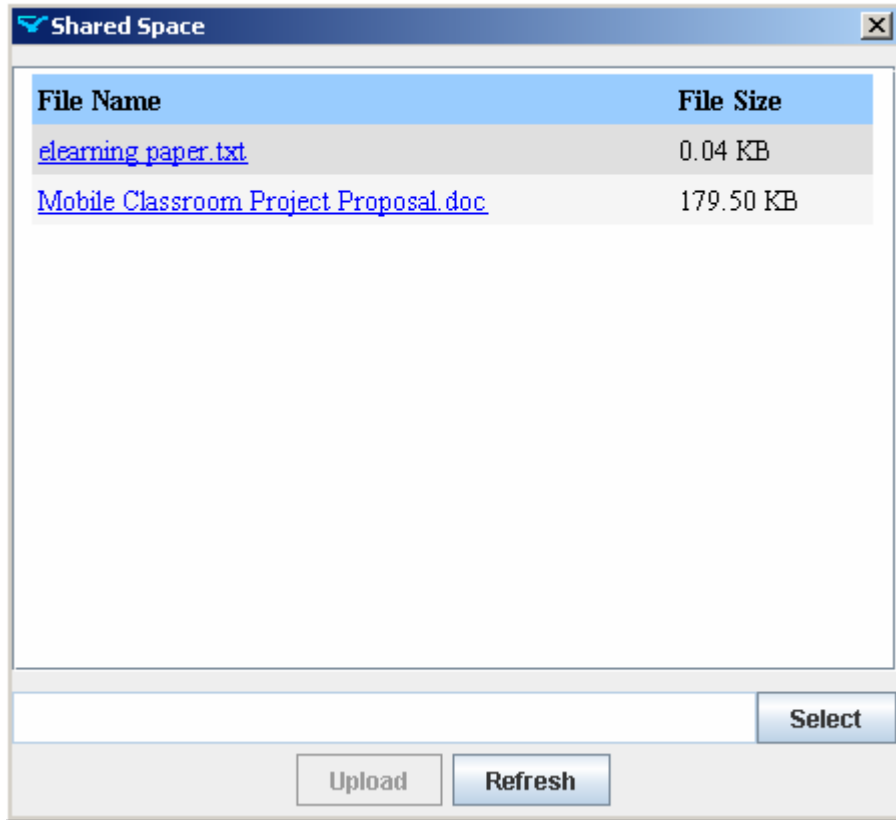 Shared Space
File Name File Size
elearning paper.txt 0.04 KB
Mobile Classroom Project Proposal.doc 179.50 KB
Select
Upload Refresh